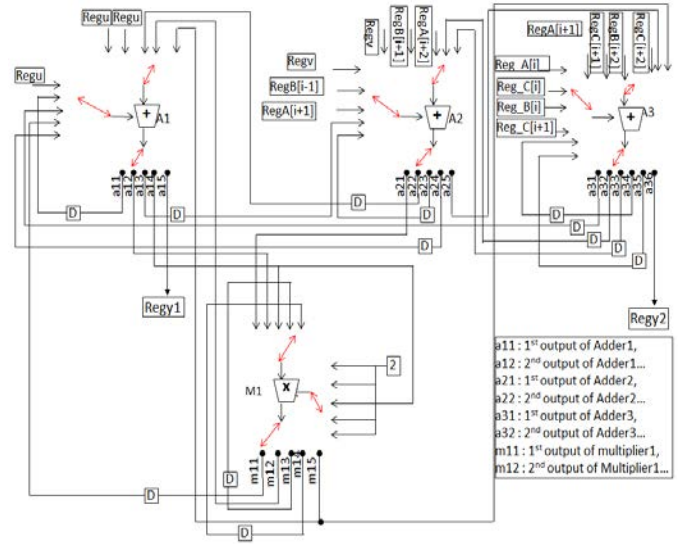 Regu Regu
Regu
A1
a11
a12
a13
a14
a15
D
Regv
RegB[i+1]
RegA[i+2]
Regv
RegB[i-1]
RegA[i+1]
A2
a21
a22
a23
a24
a25
D
D
D
RegA[i+1]
RegC[i+1]
RegB[i+2]
RegC[i+2]
Reg_A[i]
Reg_C[i]
Reg_B[i]
Reg_C[i+1]
A3
a31
a32
a33
a34
a35
a36
D
D
D
D
Regy1
Regy2
2
M1
x
m11
m12
m13
m14
m15
D
D
D
a11 : 1st output of Adder1,
a12 : 2nd output of Adder1...
a21 : 1st output of Adder2,
a22 : 2nd output of Adder2...
a31 : 1st output of Adder3,
a32 : 2nd output of Adder3...
m11 : 1st output of multiplier1,
m12 : 2nd output of Multiplier1...